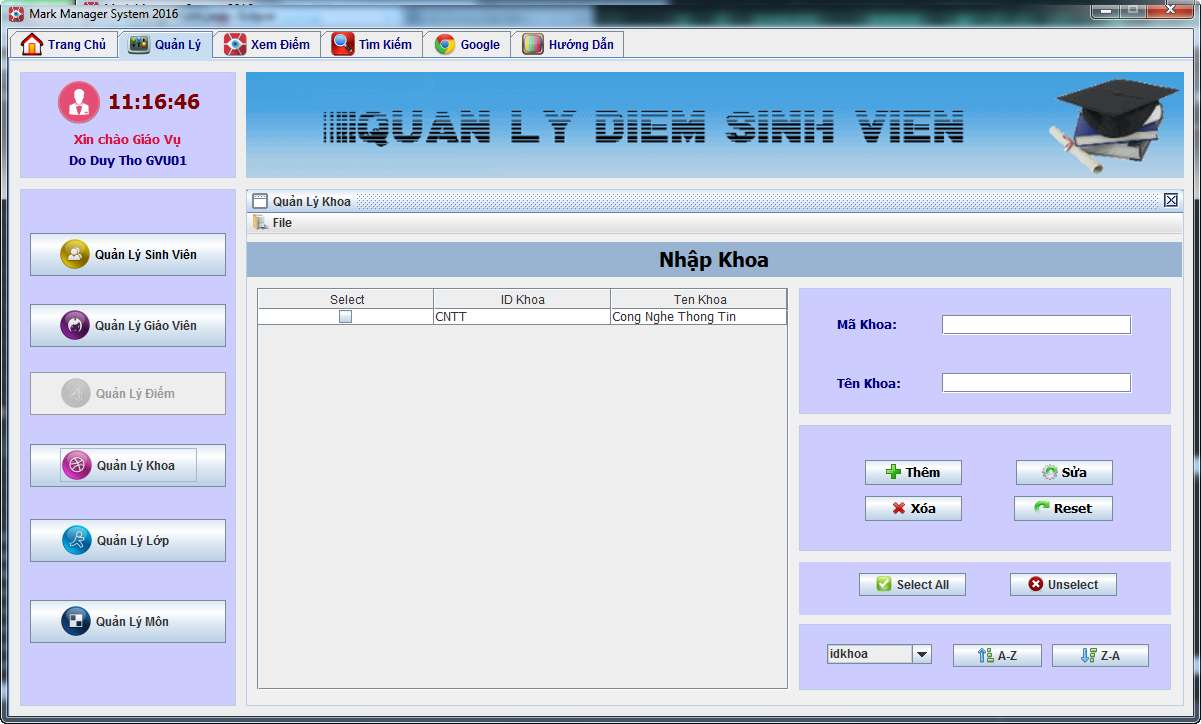 Mark Manager System 2016
Trang Chủ
Quản Lý
Xem Điểm
Tìm Kiếm
Google
Hướng Dẫn
11:16:46
Xin chào Giáo Vụ
Do Duy Tho GVU01
QUAN LY DIEM SINH VIEN
Quản Lý Sinh Viên
Quản Lý Giáo Viên
Quản Lý Điểm
Quản Lý Khoa
Quản Lý Lớp
Quản Lý Môn
Quản Lý Khoa
File
Nhập Khoa
Select ID Khoa Ten Khoa
CNTT Cong Nghe Thong Tin
Mã Khoa:
Tên Khoa:
Thêm
Sửa
Xóa
Reset
Select All
Unselect
idkhoa
A-Z
Z-A